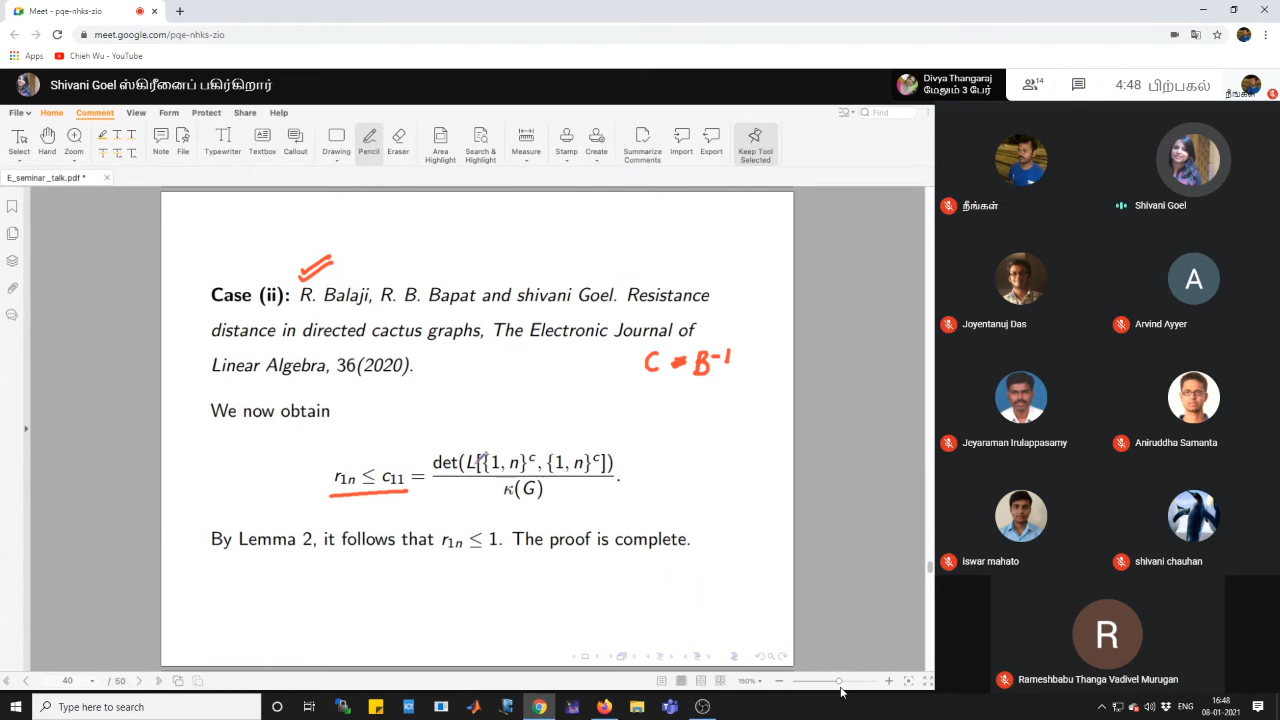 Meet - pqe-nhks-zio
meet.google.com/pqe-nhks-zio
Apps Chieh Wu - YouTube
Shivani Goel ஸ்கிரீனைப் பகிர்கிறார்
Divya Thangaraj
மேலும் 3 பேர்
14
4:48 பிற்பகல்
நீங்கள்
File Home Comment View Form Protect Share Help
Find
Select Hand Zoom Note File Typewriter Textbox Callout Drawing Pencil Eraser Area Highlight Search & Highlight Measure Stamp Create Summarize Comments Import Export Keep Tool Selected
E_seminar _talk.pdf *
Case (ii): R. Balaji, R. B. Bapat and shivani Goel. Resistance
distance in directed cactus graphs, The Electronic Journal of
Linear Algebra, 36(2020).
C = B⁻¹
We now obtain
r₁ₙ ≤ c₁₁ = det(L[{1, n}ᶜ, {1, n}ᶜ]) / κ(G).
By Lemma 2, it follows that r₁ₙ ≤ 1. The proof is complete.
நீங்கள்
Shivani Goel
Joyentanuj Das
A
Arvind Ayyer
Jeyaraman Irulappasamy
Aniruddha Samanta
iswar mahato
shivani chauhan
R
Rameshbabu Thanga Vadivel Murugan
40 / 50
150%
Type here to search
ENG
16:48
08-01-2021